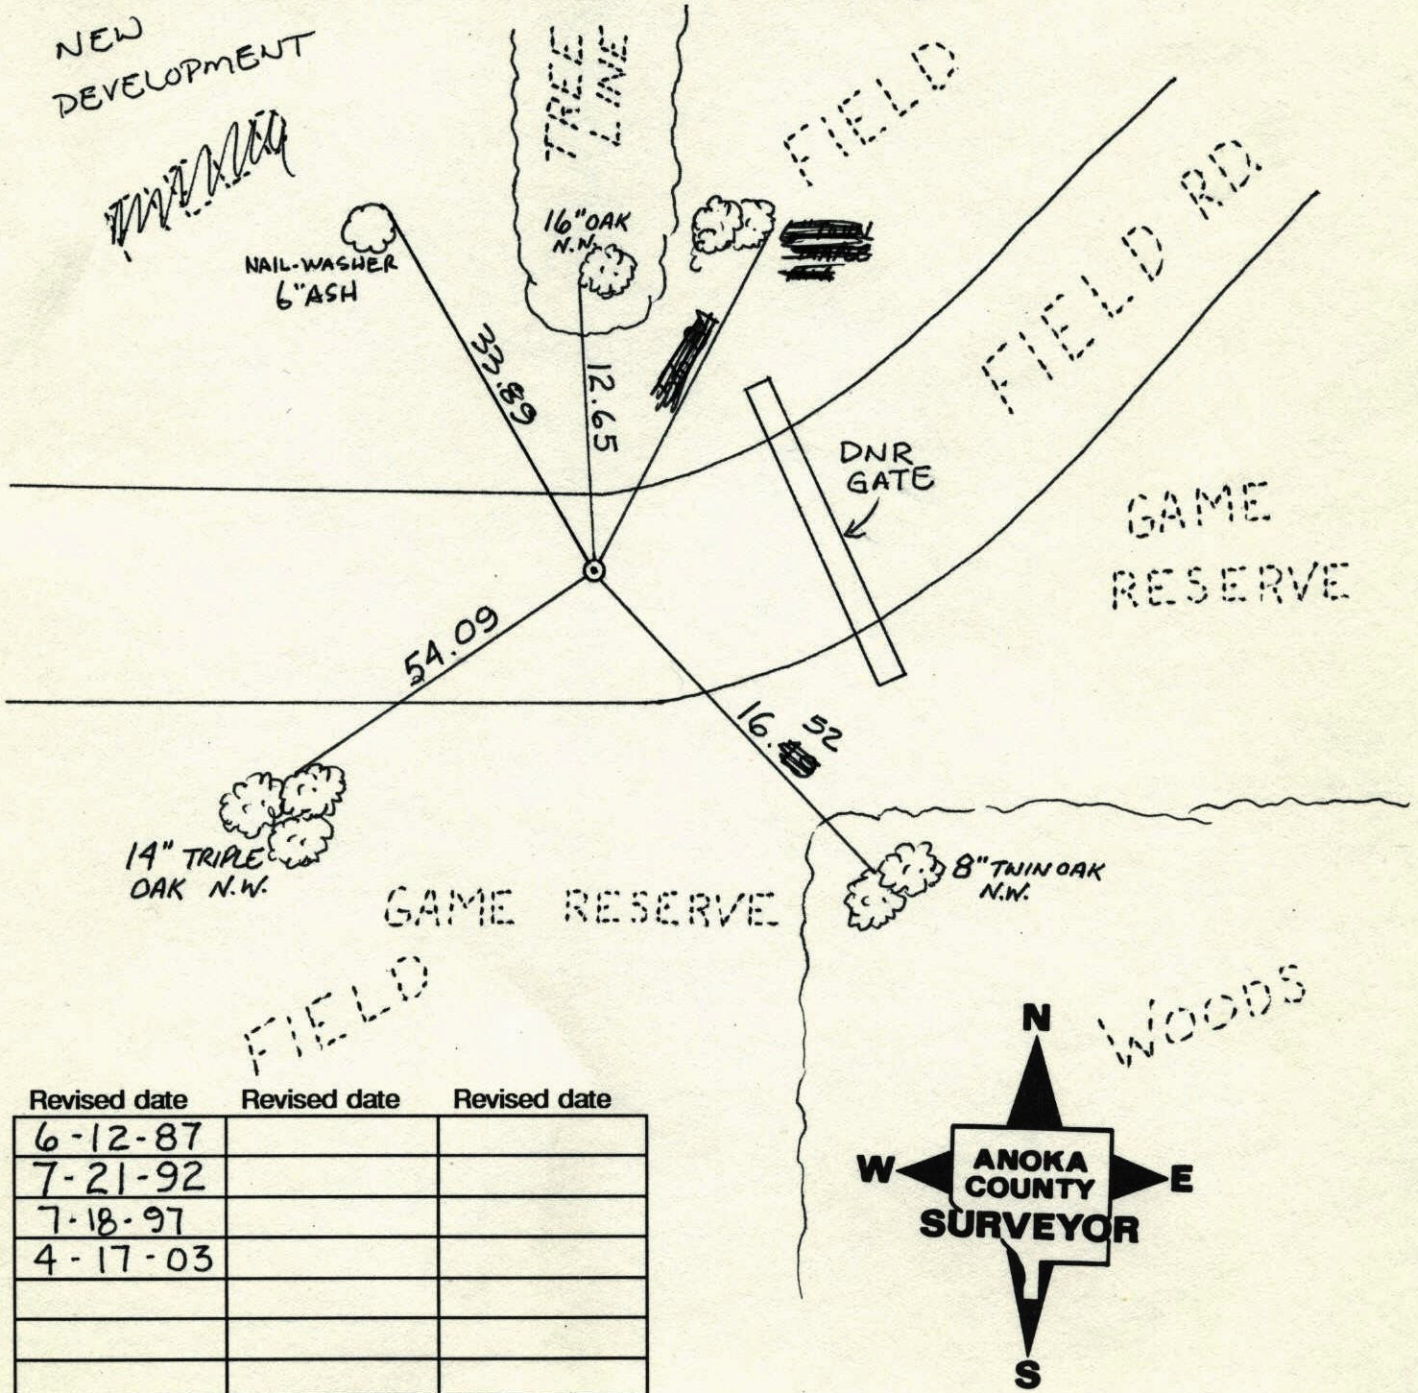 NEW
DEVELOPMENT
TREE
LINE
FIELD
FIELD RD.
16" OAK
N.W.
NAIL-WASHER
6" ASH
33.89
12.65
DNR
GATE
GAME
RESERVE
54.09
16.52
14" TRIPLE
OAK N.W.
8" TWIN OAK
N.W.
GAME RESERVE
FIELD
WOODS
N
W
ANOKA
COUNTY
SURVEYOR
E
S
Revised date Revised date Revised date
6-12-87
7-21-92
7-18-97
4-17-03